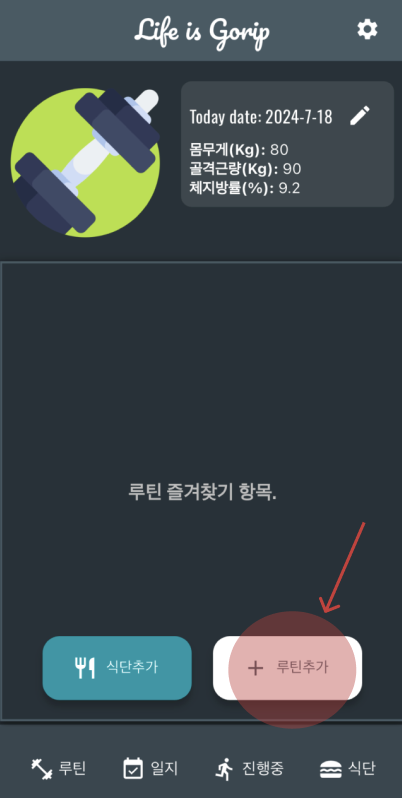 Life is Gorip
Today date: 2024-7-18
몸무게(Kg): 80
골격근량(Kg): 90
체지방률(%): 9.2
루틴 즐겨찾기 항목.
식단추가
+ 루틴추가
루틴 일지 진행중 식단